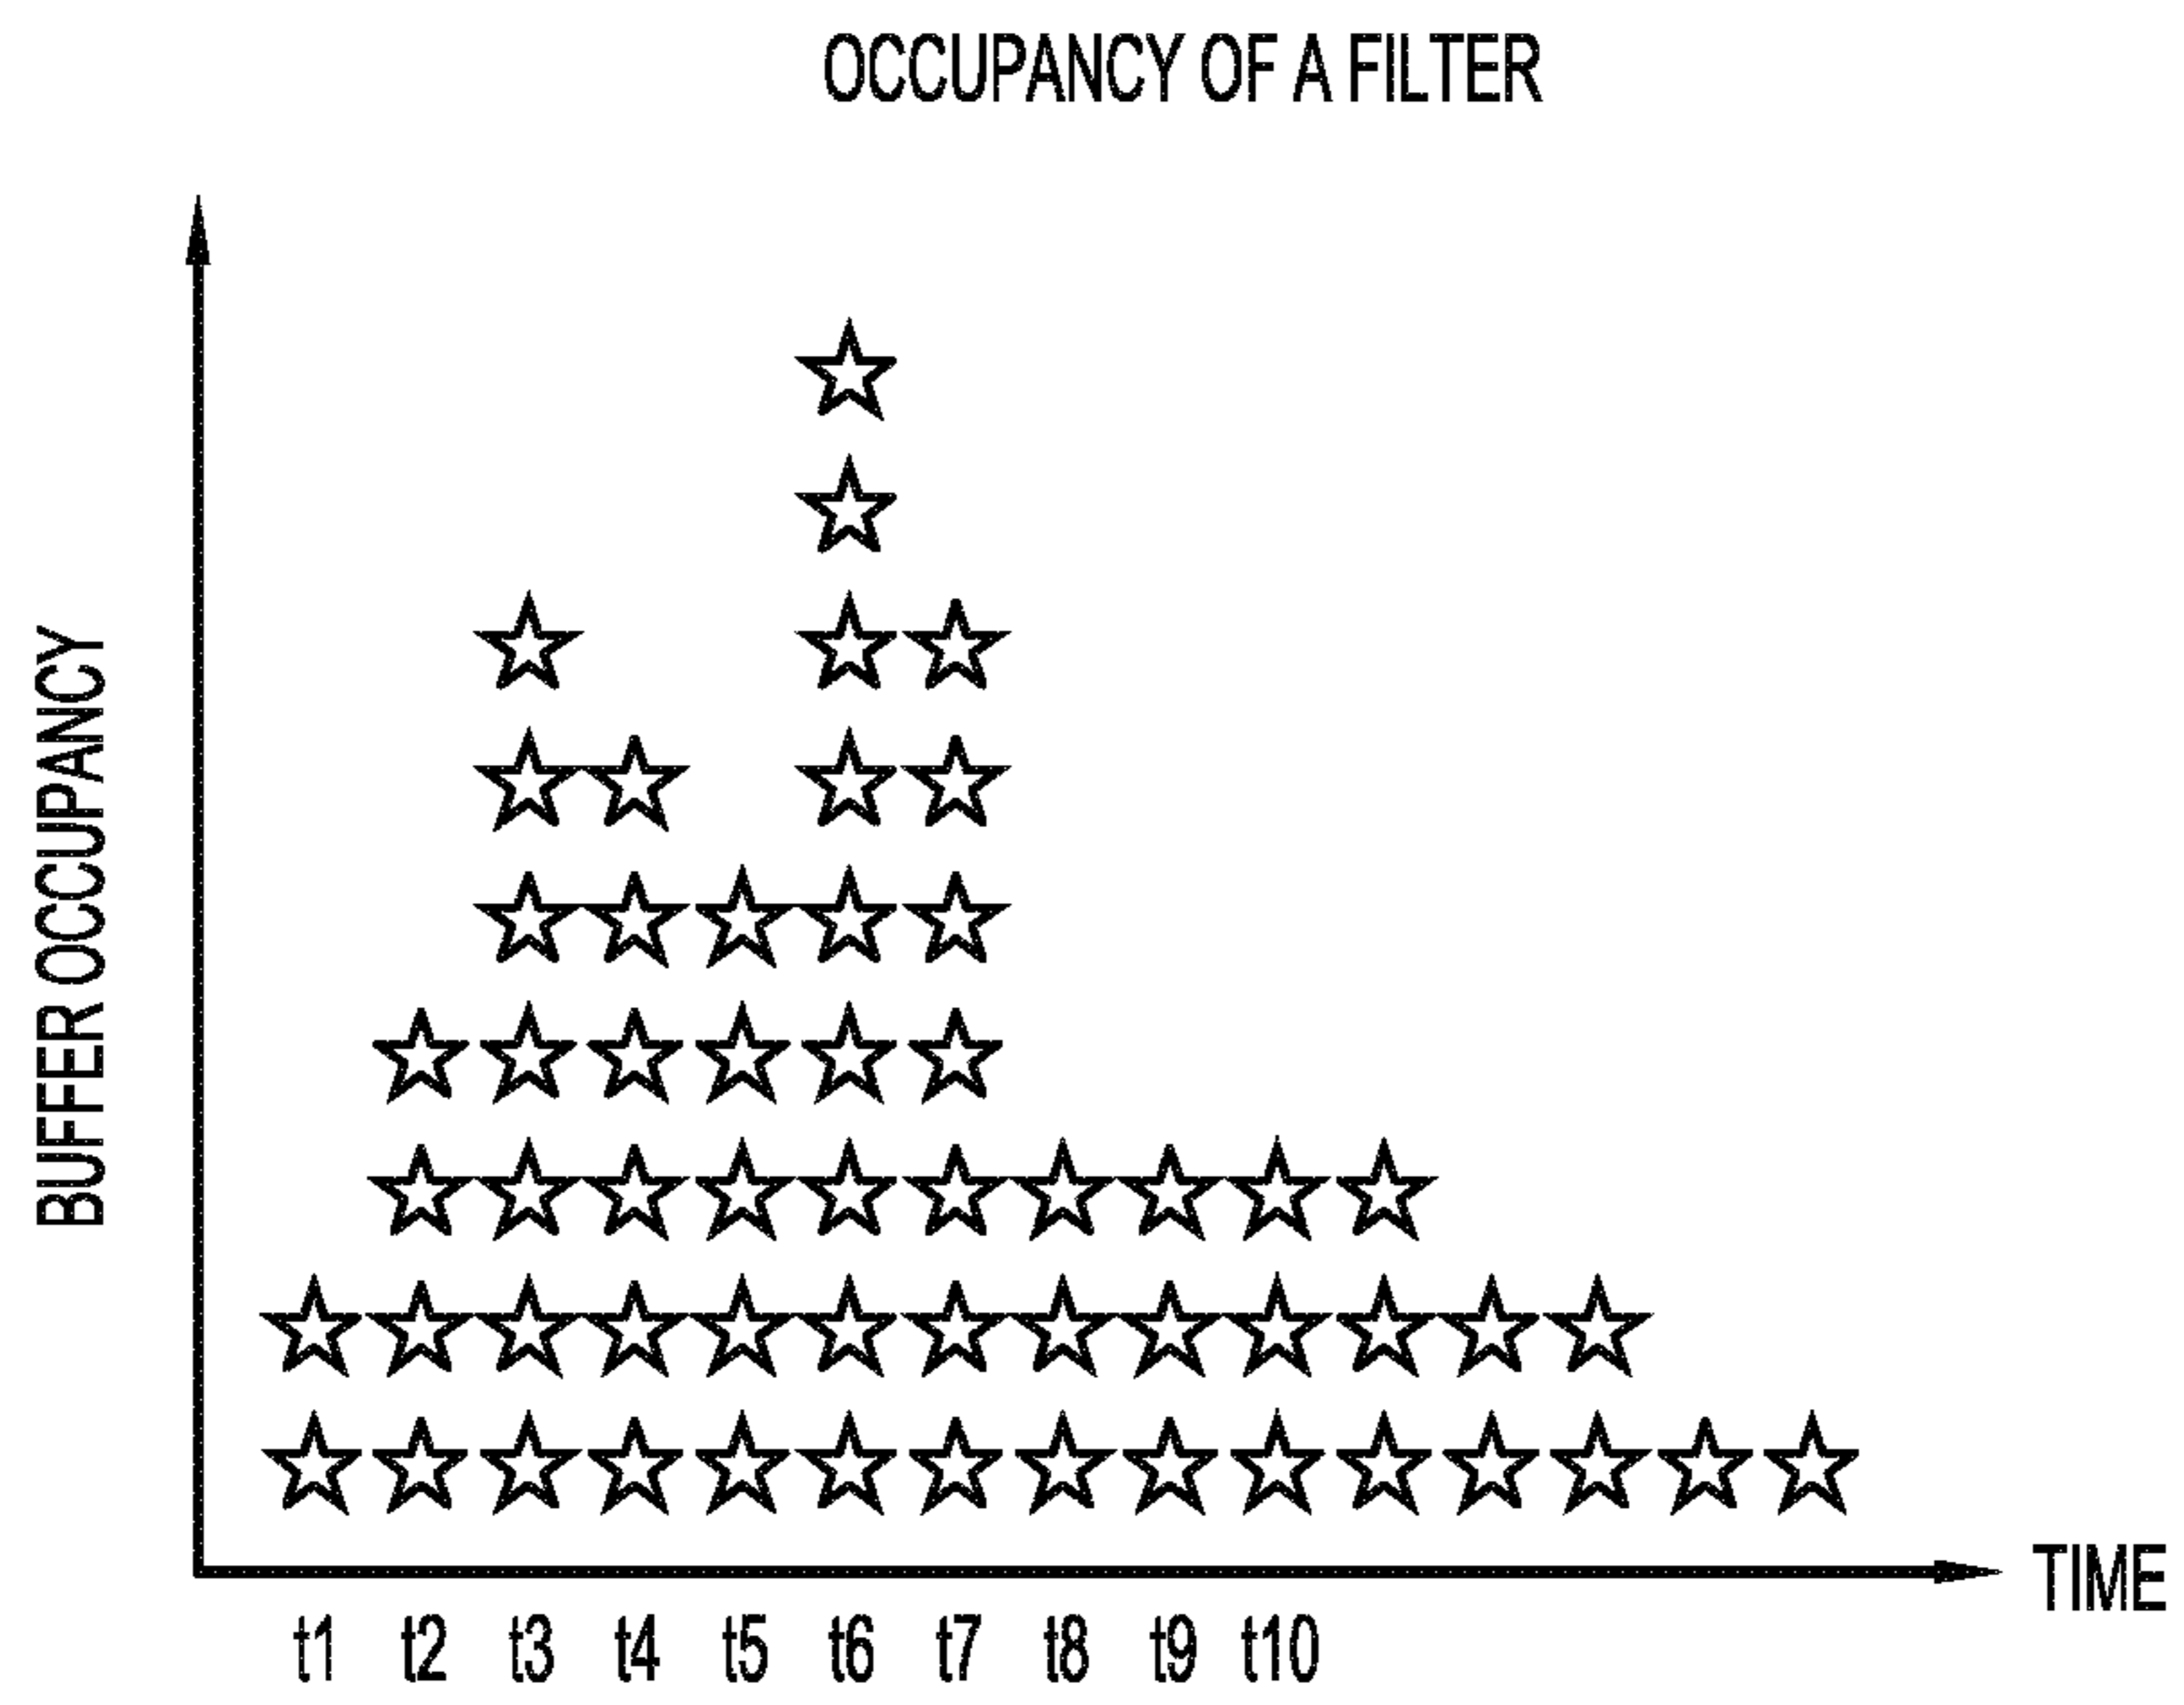 OCCUPANCY OF A FILTER
BUFFER OCCUPANCY
TIME
t1 t2 t3 t4 t5 t6 t7 t8 t9 t10